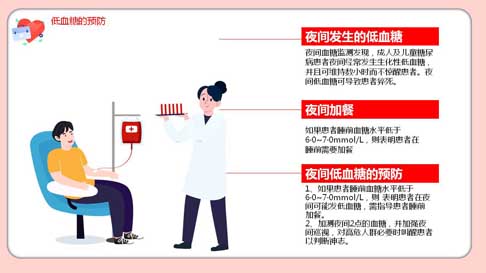 低血糖的预防
夜间发生的低血糖
夜间血糖监测发现，成人及儿童糖尿
病患者夜间经常发生生化性低血糖，
并且可维持数小时而不惊醒患者。夜
间低血糖可导致患者猝死。
夜间加餐
如果患者睡前血糖水平低于
6·0~7·0mmol/L，则表明患者在
睡前需要加餐
夜间低血糖的预防
1、如果患者睡前血糖水平低于
6·0~7·0mmol/L，则 表明患者在夜
间可能发低血糖，需指导患者睡前
加餐。
2、加测夜间2点的血糖，并加强夜
间巡视，对高危人群必要时叫醒患者
以判断神志。